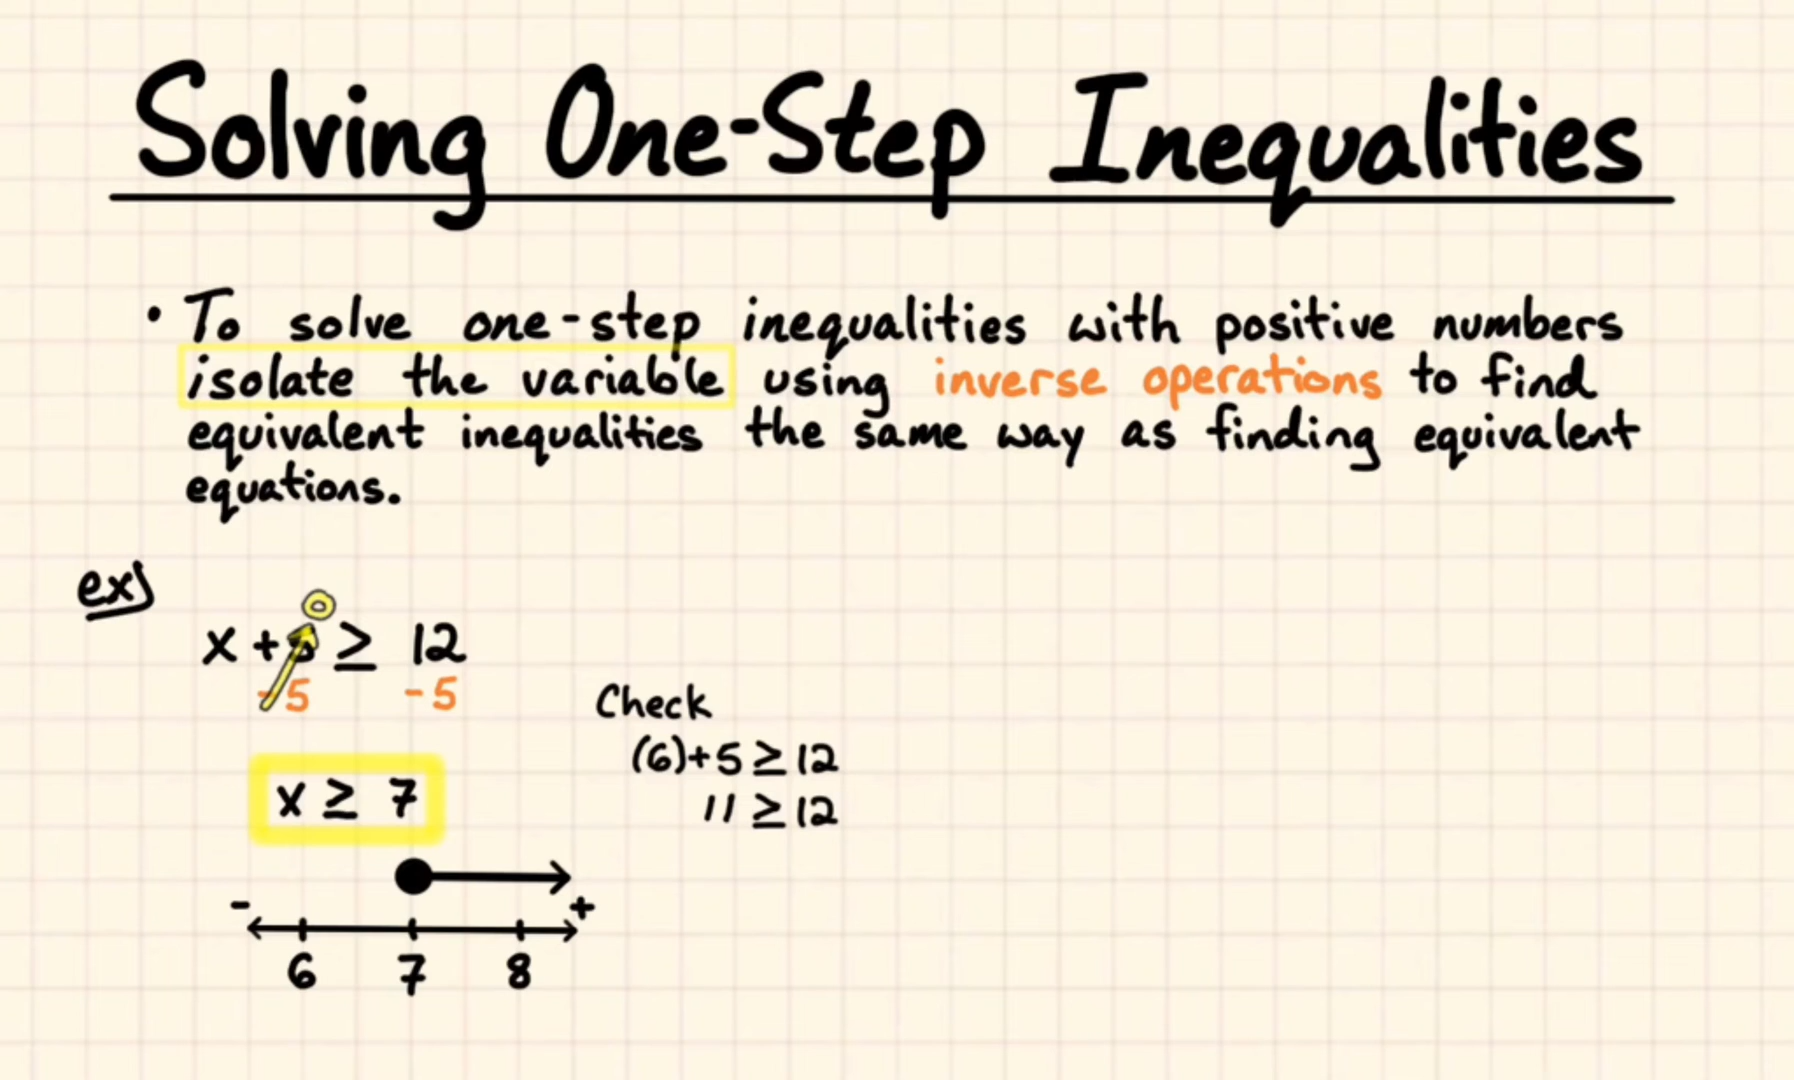 Solving One-Step Inequalities
• To solve one-step inequalities with positive numbers
isolate the variable using inverse operations to find
equivalent inequalities the same way as finding equivalent
equations.
ex)
0
x + 5 ≥ 12
-5 -5
x ≥ 7
Check
(6)+5 ≥ 12
11 ≥ 12
- +
6 7 8